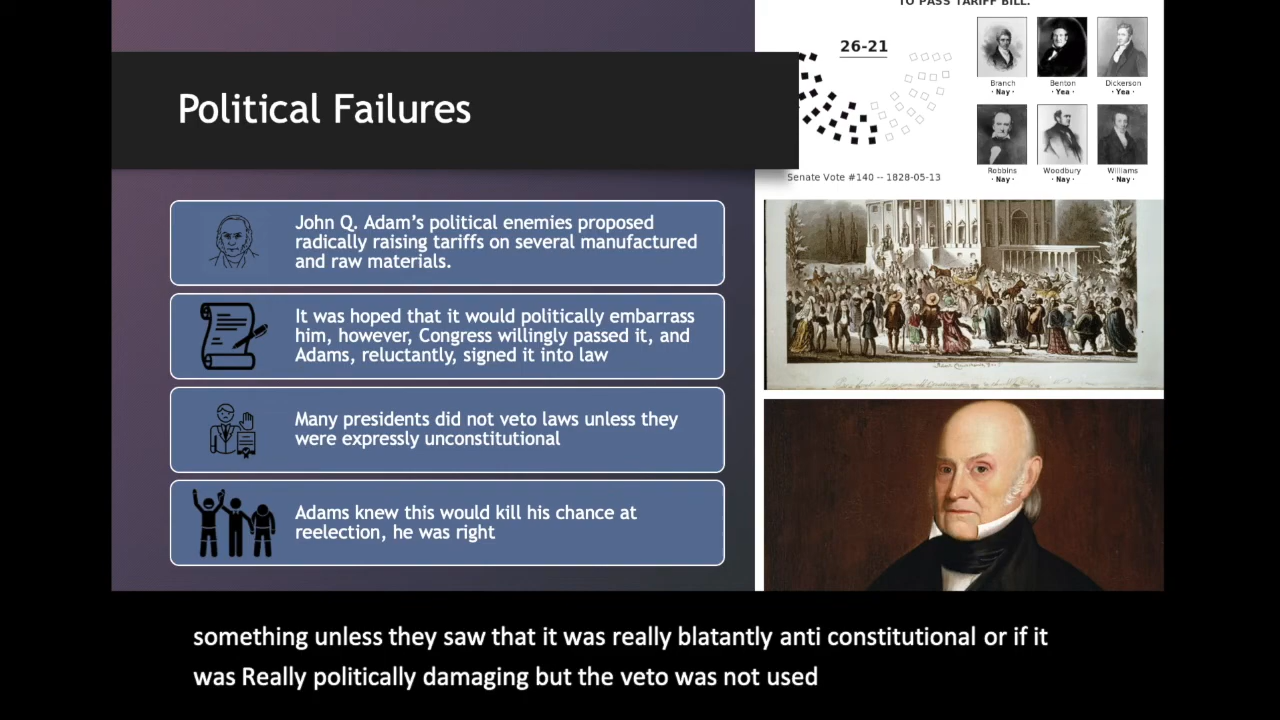 TO PASS TARIFF BILL.
26-21
Branch
· Nay ·
Benton
· Yea ·
Dickerson
· Yea ·
Robbins
· Nay ·
Woodbury
· Nay ·
Williams
· Nay ·
Senate Vote #140 -- 1828-05-13
Political Failures
John Q. Adam’s political enemies proposed
radically raising tariffs on several manufactured
and raw materials.
It was hoped that it would politically embarrass
him, however, Congress willingly passed it, and
Adams, reluctantly, signed it into law
Many presidents did not veto laws unless they
were expressly unconstitutional
Adams knew this would kill his chance at
reelection, he was right
something unless they saw that it was really blatantly anti constitutional or if it
was Really politically damaging but the veto was not used